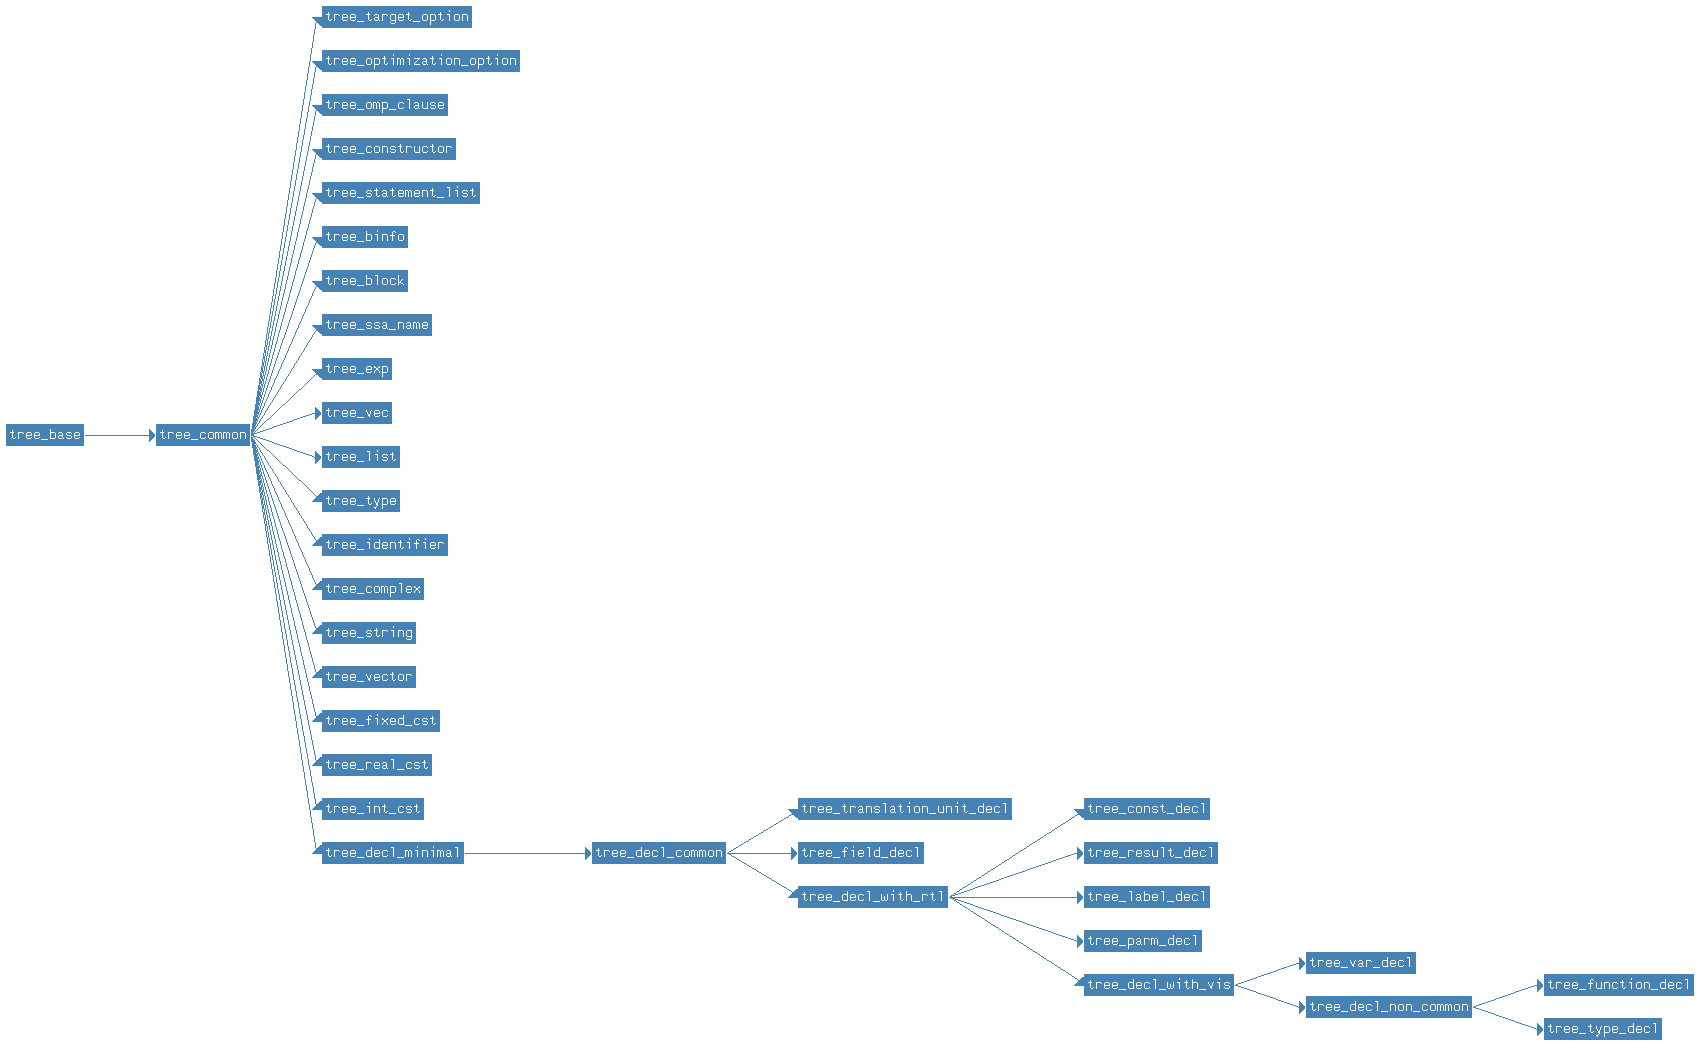 tree_target_option
tree_optimization_option
tree_omp_clause
tree_constructor
tree_statement_list
tree_binfo
tree_block
tree_ssa_name
tree_exp
tree_vec
tree_base
tree_common
tree_list
tree_type
tree_identifier
tree_complex
tree_string
tree_vector
tree_fixed_cst
tree_real_cst
tree_int_cst
tree_translation_unit_decl
tree_const_decl
tree_decl_minimal
tree_decl_common
tree_field_decl
tree_result_decl
tree_decl_with_rtl
tree_label_decl
tree_parm_decl
tree_var_decl
tree_decl_with_vis
tree_function_decl
tree_decl_non_common
tree_type_decl